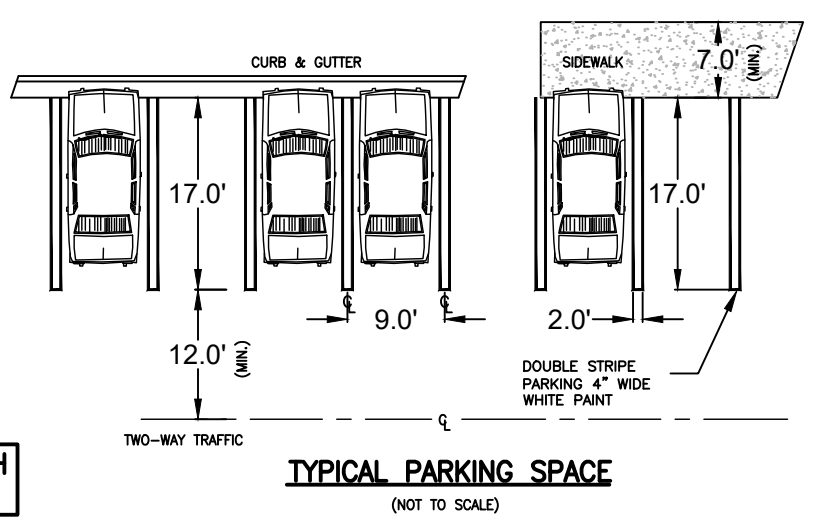 CURB & GUTTER
SIDEWALK
7.0'
(MIN.)
17.0'
17.0'
℄
℄
9.0'
2.0'
12.0'
(MIN.)
DOUBLE STRIPE
PARKING 4" WIDE
WHITE PAINT
℄
TWO-WAY TRAFFIC
H
TYPICAL PARKING SPACE
(NOT TO SCALE)